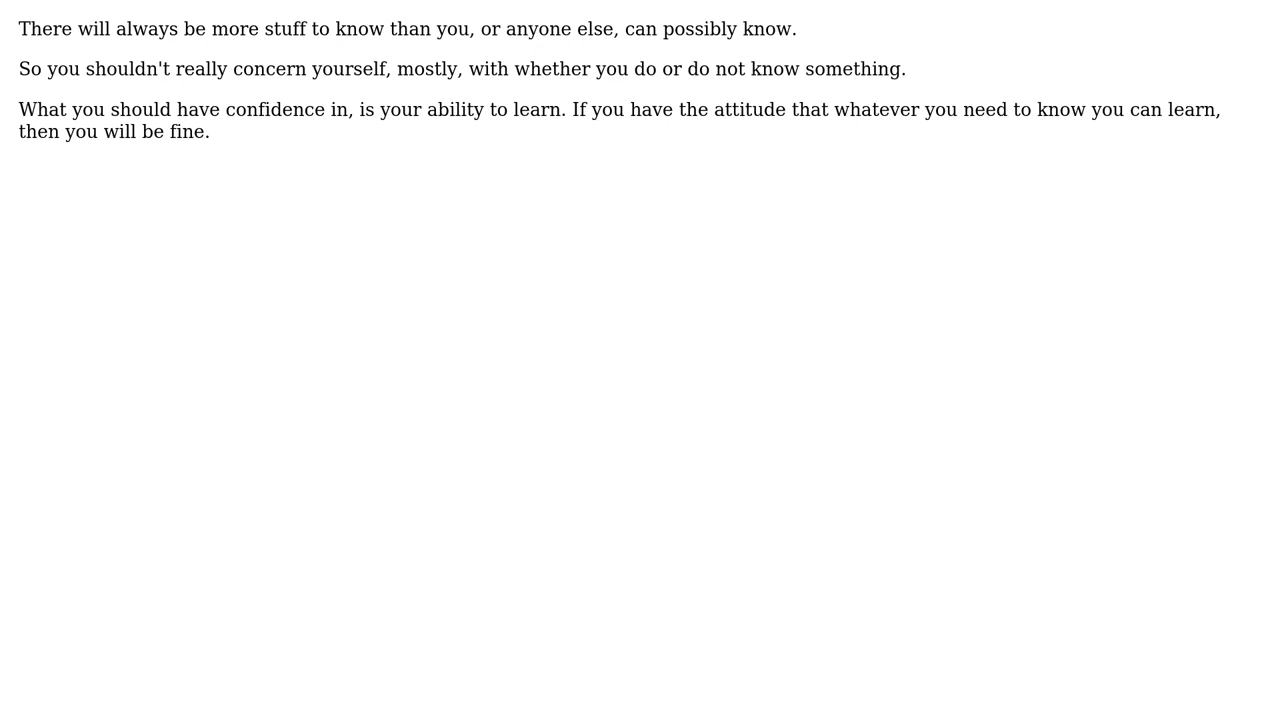 There will always be more stuff to know than you, or anyone else, can possibly know.
So you shouldn't really concern yourself, mostly, with whether you do or do not know something.
What you should have confidence in, is your ability to learn. If you have the attitude that whatever you need to know you can learn,
then you will be fine.